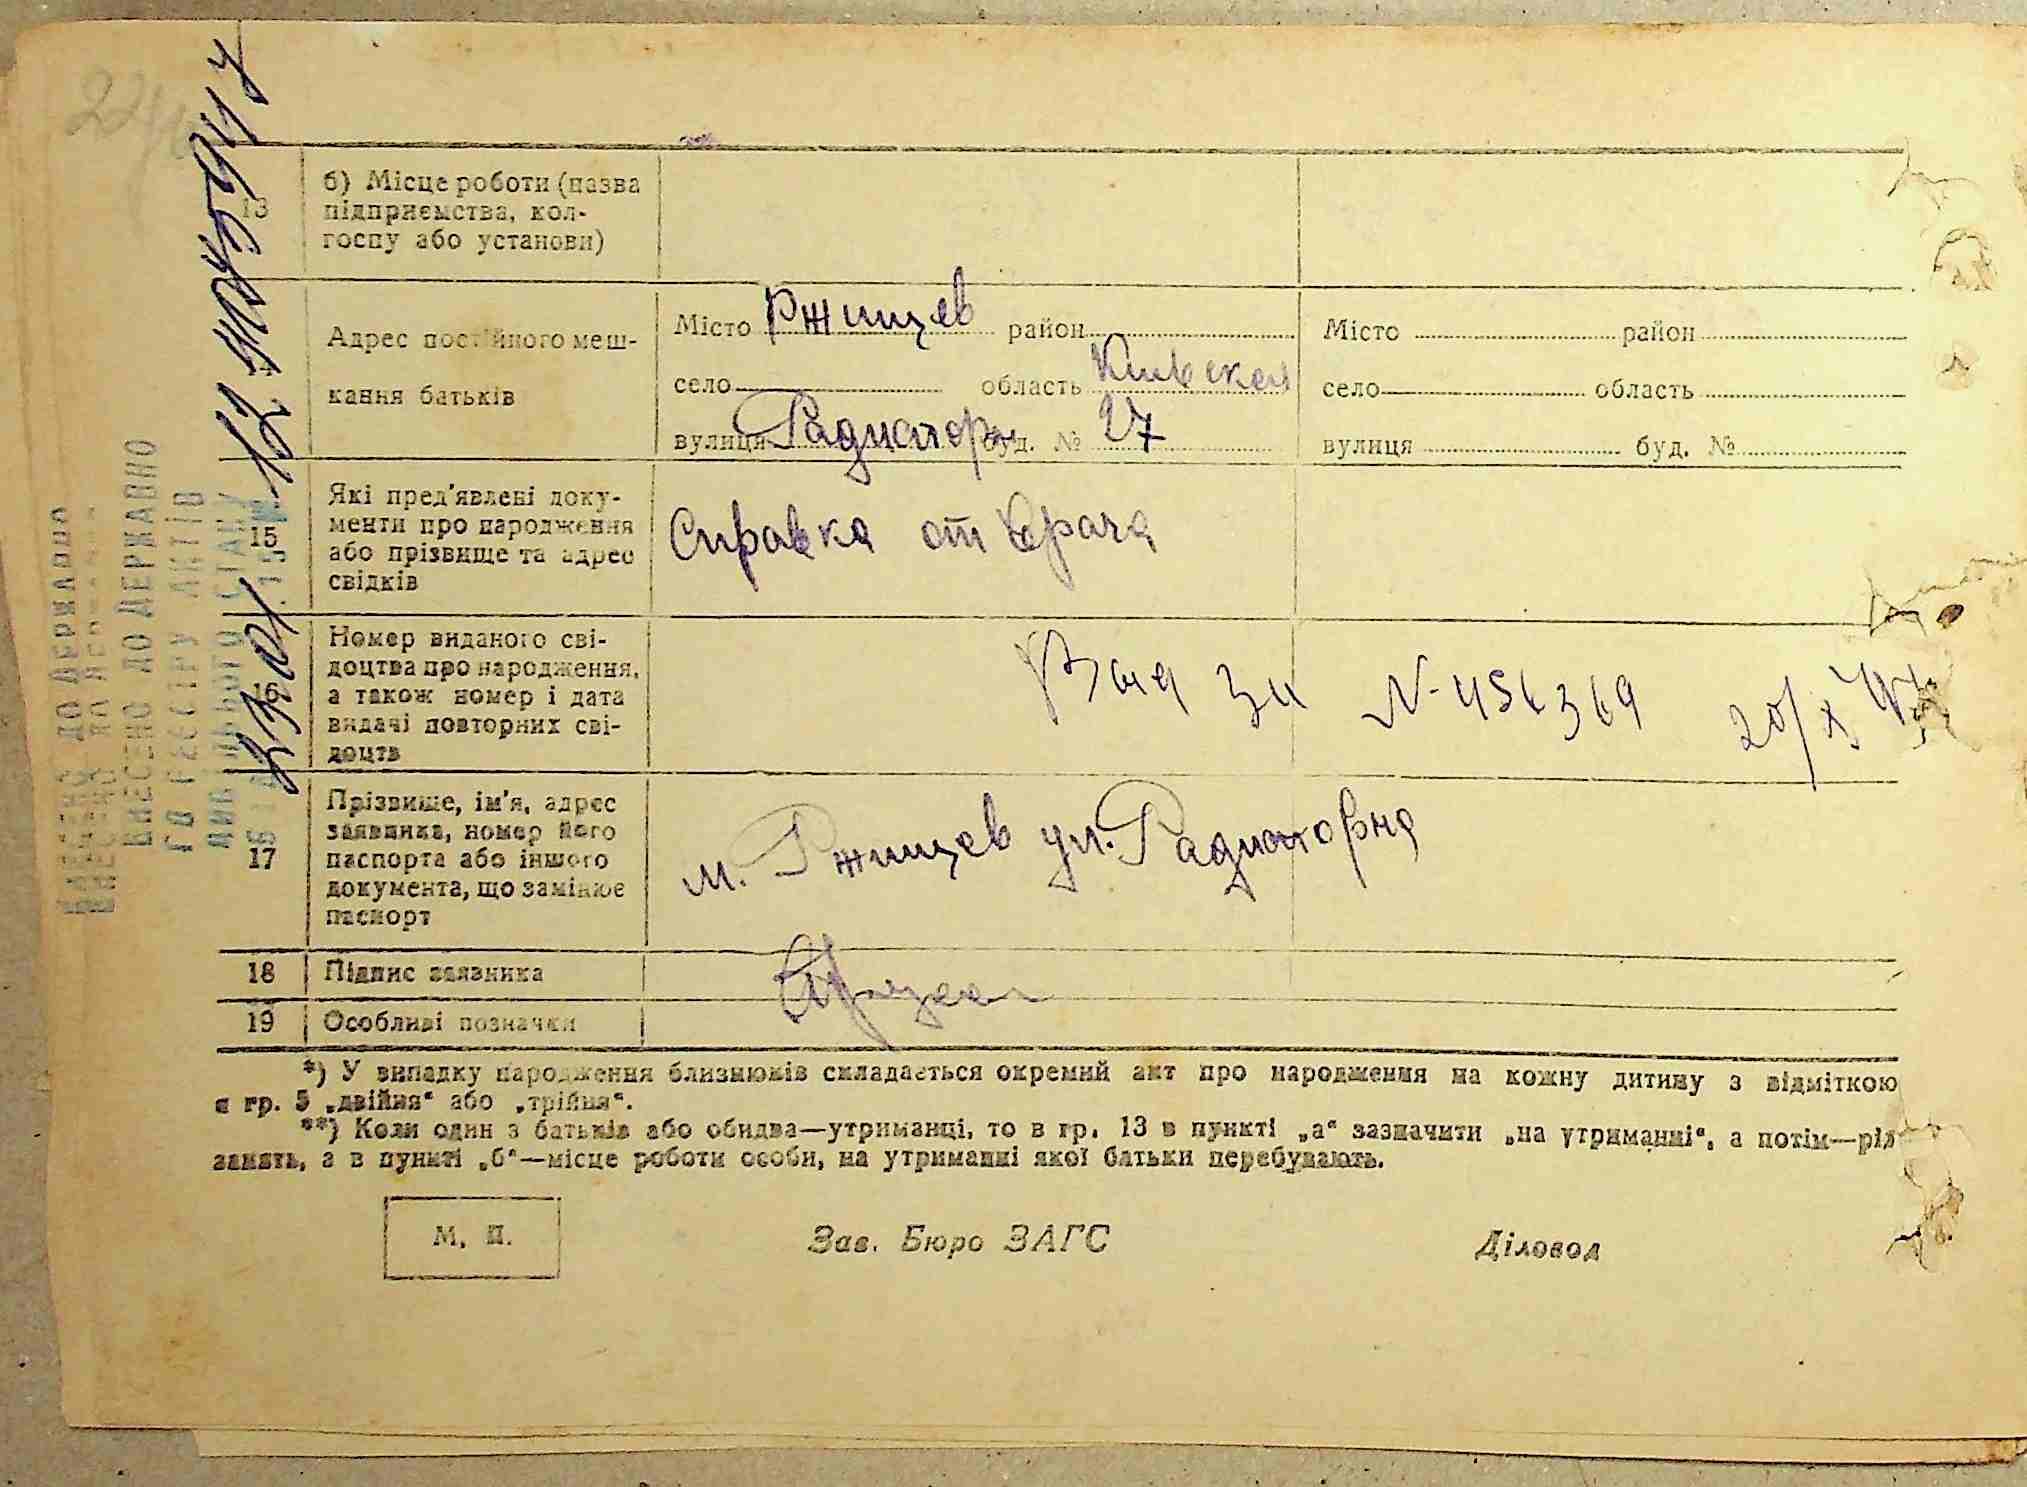 13
б) Місце роботи (назва
підприємства, кол-
госпу або установи)
Адрес постійного меш-
кання батьків
Місто Ржищев район
село область Киевская
вулиця Радиаторн буд. № 27
Місто район
село область
вулиця буд. №
15
Які пред'явлені доку-
менти про народження
або прізвище та адрес
свідків
Справка от врача
16
Номер виданого сві-
доцтва про народження,
а також номер і дата
видачі повторних сві-
доцтв
N-456369
17
Прізвище, ім'я, адрес
заявника, номер його
паспорта або іншого
документа, що замінює
паспорт
м. Ржищев ул. Радиаторна
18 Підпис заявника
19 Особливі позначки
*) У випадку народження близнюків складається окремий акт про народження на кожну дитину з відміткою
в гр. 5 „двійня“ або „трійня“.
**) Коли один з батьків або обидва—утриманці, то в гр. 13 в пункті „а“ зазначити „на утриманні“, а потім—рід
занять, а в пункті „б“—місце роботи особи, на утриманні якої батьки перебувають.
М. П.
Зав. Бюро ЗАГС
Діловод
ВНЕСЕНО ДО ДЕРЖАВНО
ГО РЕЄСТРУ АКТІВ